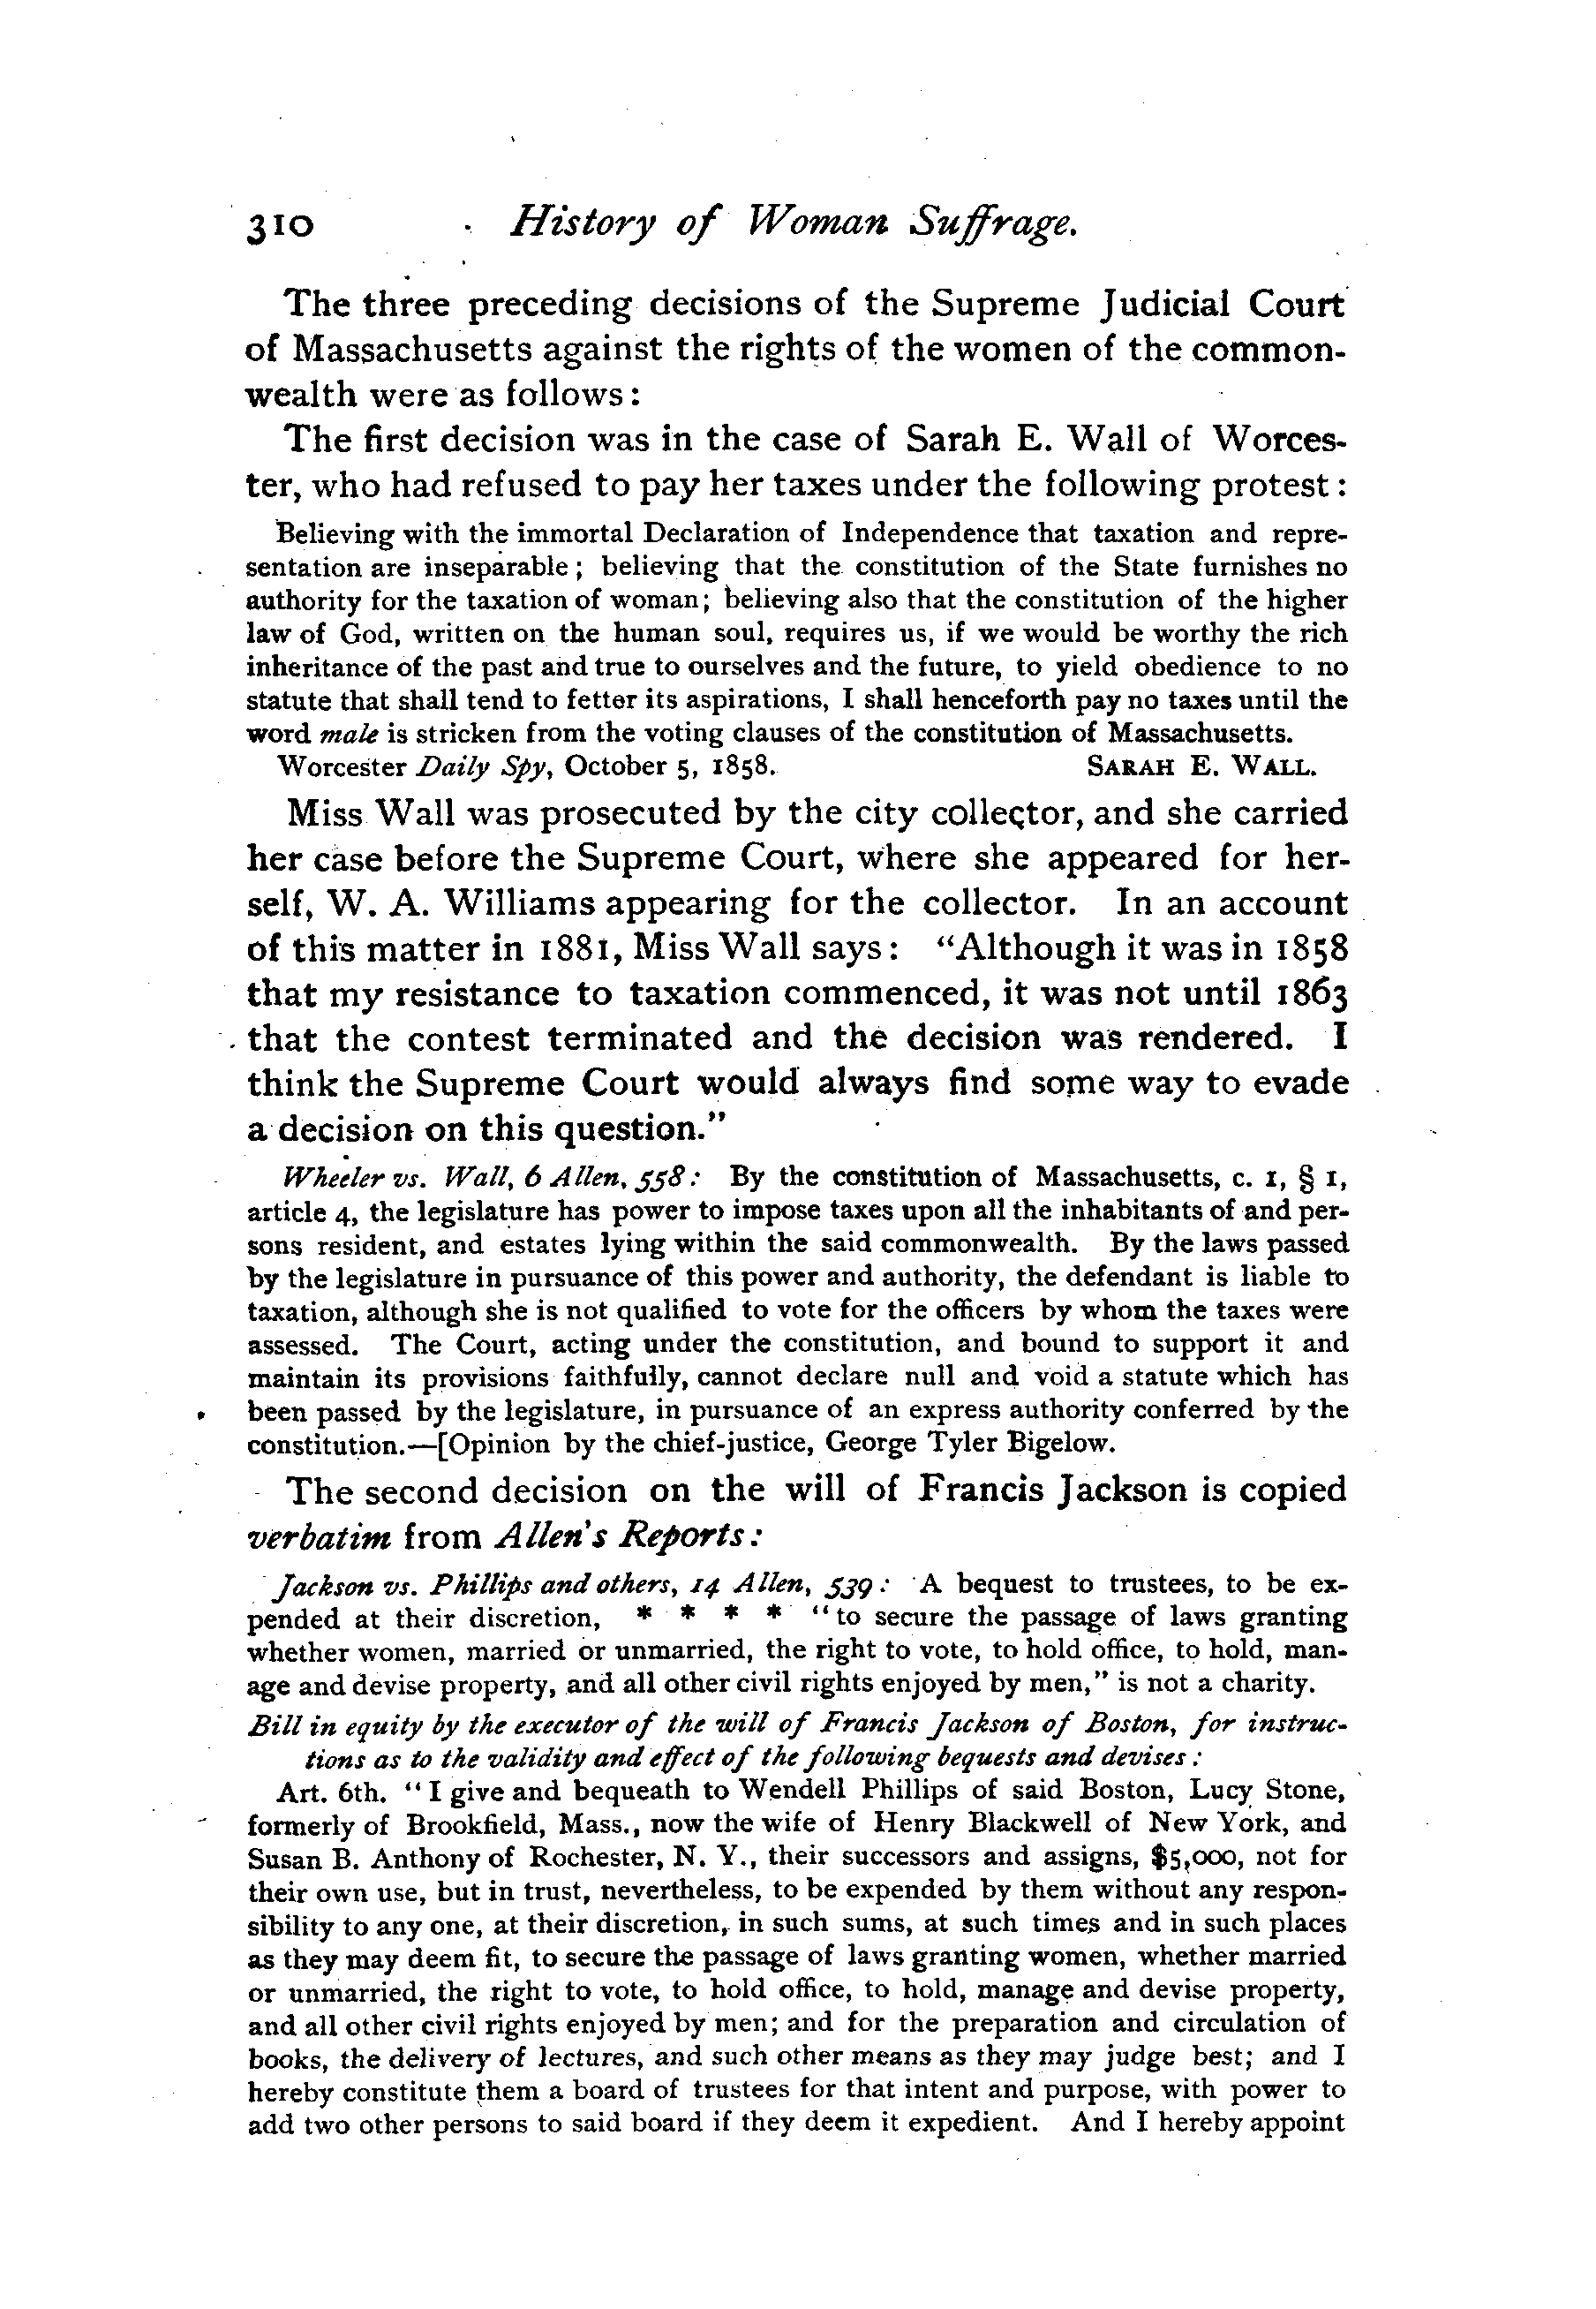 310 History of Woman Suffrage.
The three preceding decisions of the Supreme Judicial Court
of Massachusetts against the rights of the women of the common-
wealth were as follows:
The first decision was in the case of Sarah E. Wall of Worces-
ter, who had refused to pay her taxes under the following protest:
Believing with the immortal Declaration of Independence that taxation and repre-
sentation are inseparable; believing that the constitution of the State furnishes no
authority for the taxation of woman; believing also that the constitution of the higher
law of God, written on the human soul, requires us, if we would be worthy the rich
inheritance of the past and true to ourselves and the future, to yield obedience to no
statute that shall tend to fetter its aspirations, I shall henceforth pay no taxes until the
word male is stricken from the voting clauses of the constitution of Massachusetts.
Worcester Daily Spy, October 5, 1858. SARAH E. WALL.
Miss Wall was prosecuted by the city collector, and she carried
her case before the Supreme Court, where she appeared for her-
self, W. A. Williams appearing for the collector. In an account
of this matter in 1881, Miss Wall says: "Although it was in 1858
that my resistance to taxation commenced, it was not until 1863
that the contest terminated and the decision was rendered. I
think the Supreme Court would always find some way to evade
a decision on this question."
Wheeler vs. Wall, 6 Allen, 558: By the constitution of Massachusetts, c. 1, § 1,
article 4, the legislature has power to impose taxes upon all the inhabitants of and per-
sons resident, and estates lying within the said commonwealth. By the laws passed
by the legislature in pursuance of this power and authority, the defendant is liable to
taxation, although she is not qualified to vote for the officers by whom the taxes were
assessed. The Court, acting under the constitution, and bound to support it and
maintain its provisions faithfully, cannot declare null and void a statute which has
been passed by the legislature, in pursuance of an express authority conferred by the
constitution.—[Opinion by the chief-justice, George Tyler Bigelow.
The second decision on the will of Francis Jackson is copied
verbatim from Allen's Reports:
Jackson vs. Phillips and others, 14 Allen, 539: A bequest to trustees, to be ex-
pended at their discretion, * * * * "to secure the passage of laws granting
whether women, married or unmarried, the right to vote, to hold office, to hold, man-
age and devise property, and all other civil rights enjoyed by men," is not a charity.
Bill in equity by the executor of the will of Francis Jackson of Boston, for instruc-
tions as to the validity and effect of the following bequests and devises:
Art. 6th. "I give and bequeath to Wendell Phillips of said Boston, Lucy Stone,
formerly of Brookfield, Mass., now the wife of Henry Blackwell of New York, and
Susan B. Anthony of Rochester, N. Y., their successors and assigns, $5,000, not for
their own use, but in trust, nevertheless, to be expended by them without any respon-
sibility to any one, at their discretion, in such sums, at such times and in such places
as they may deem fit, to secure the passage of laws granting women, whether married
or unmarried, the right to vote, to hold office, to hold, manage and devise property,
and all other civil rights enjoyed by men; and for the preparation and circulation of
books, the delivery of lectures, and such other means as they may judge best; and I
hereby constitute them a board of trustees for that intent and purpose, with power to
add two other persons to said board if they deem it expedient. And I hereby appoint